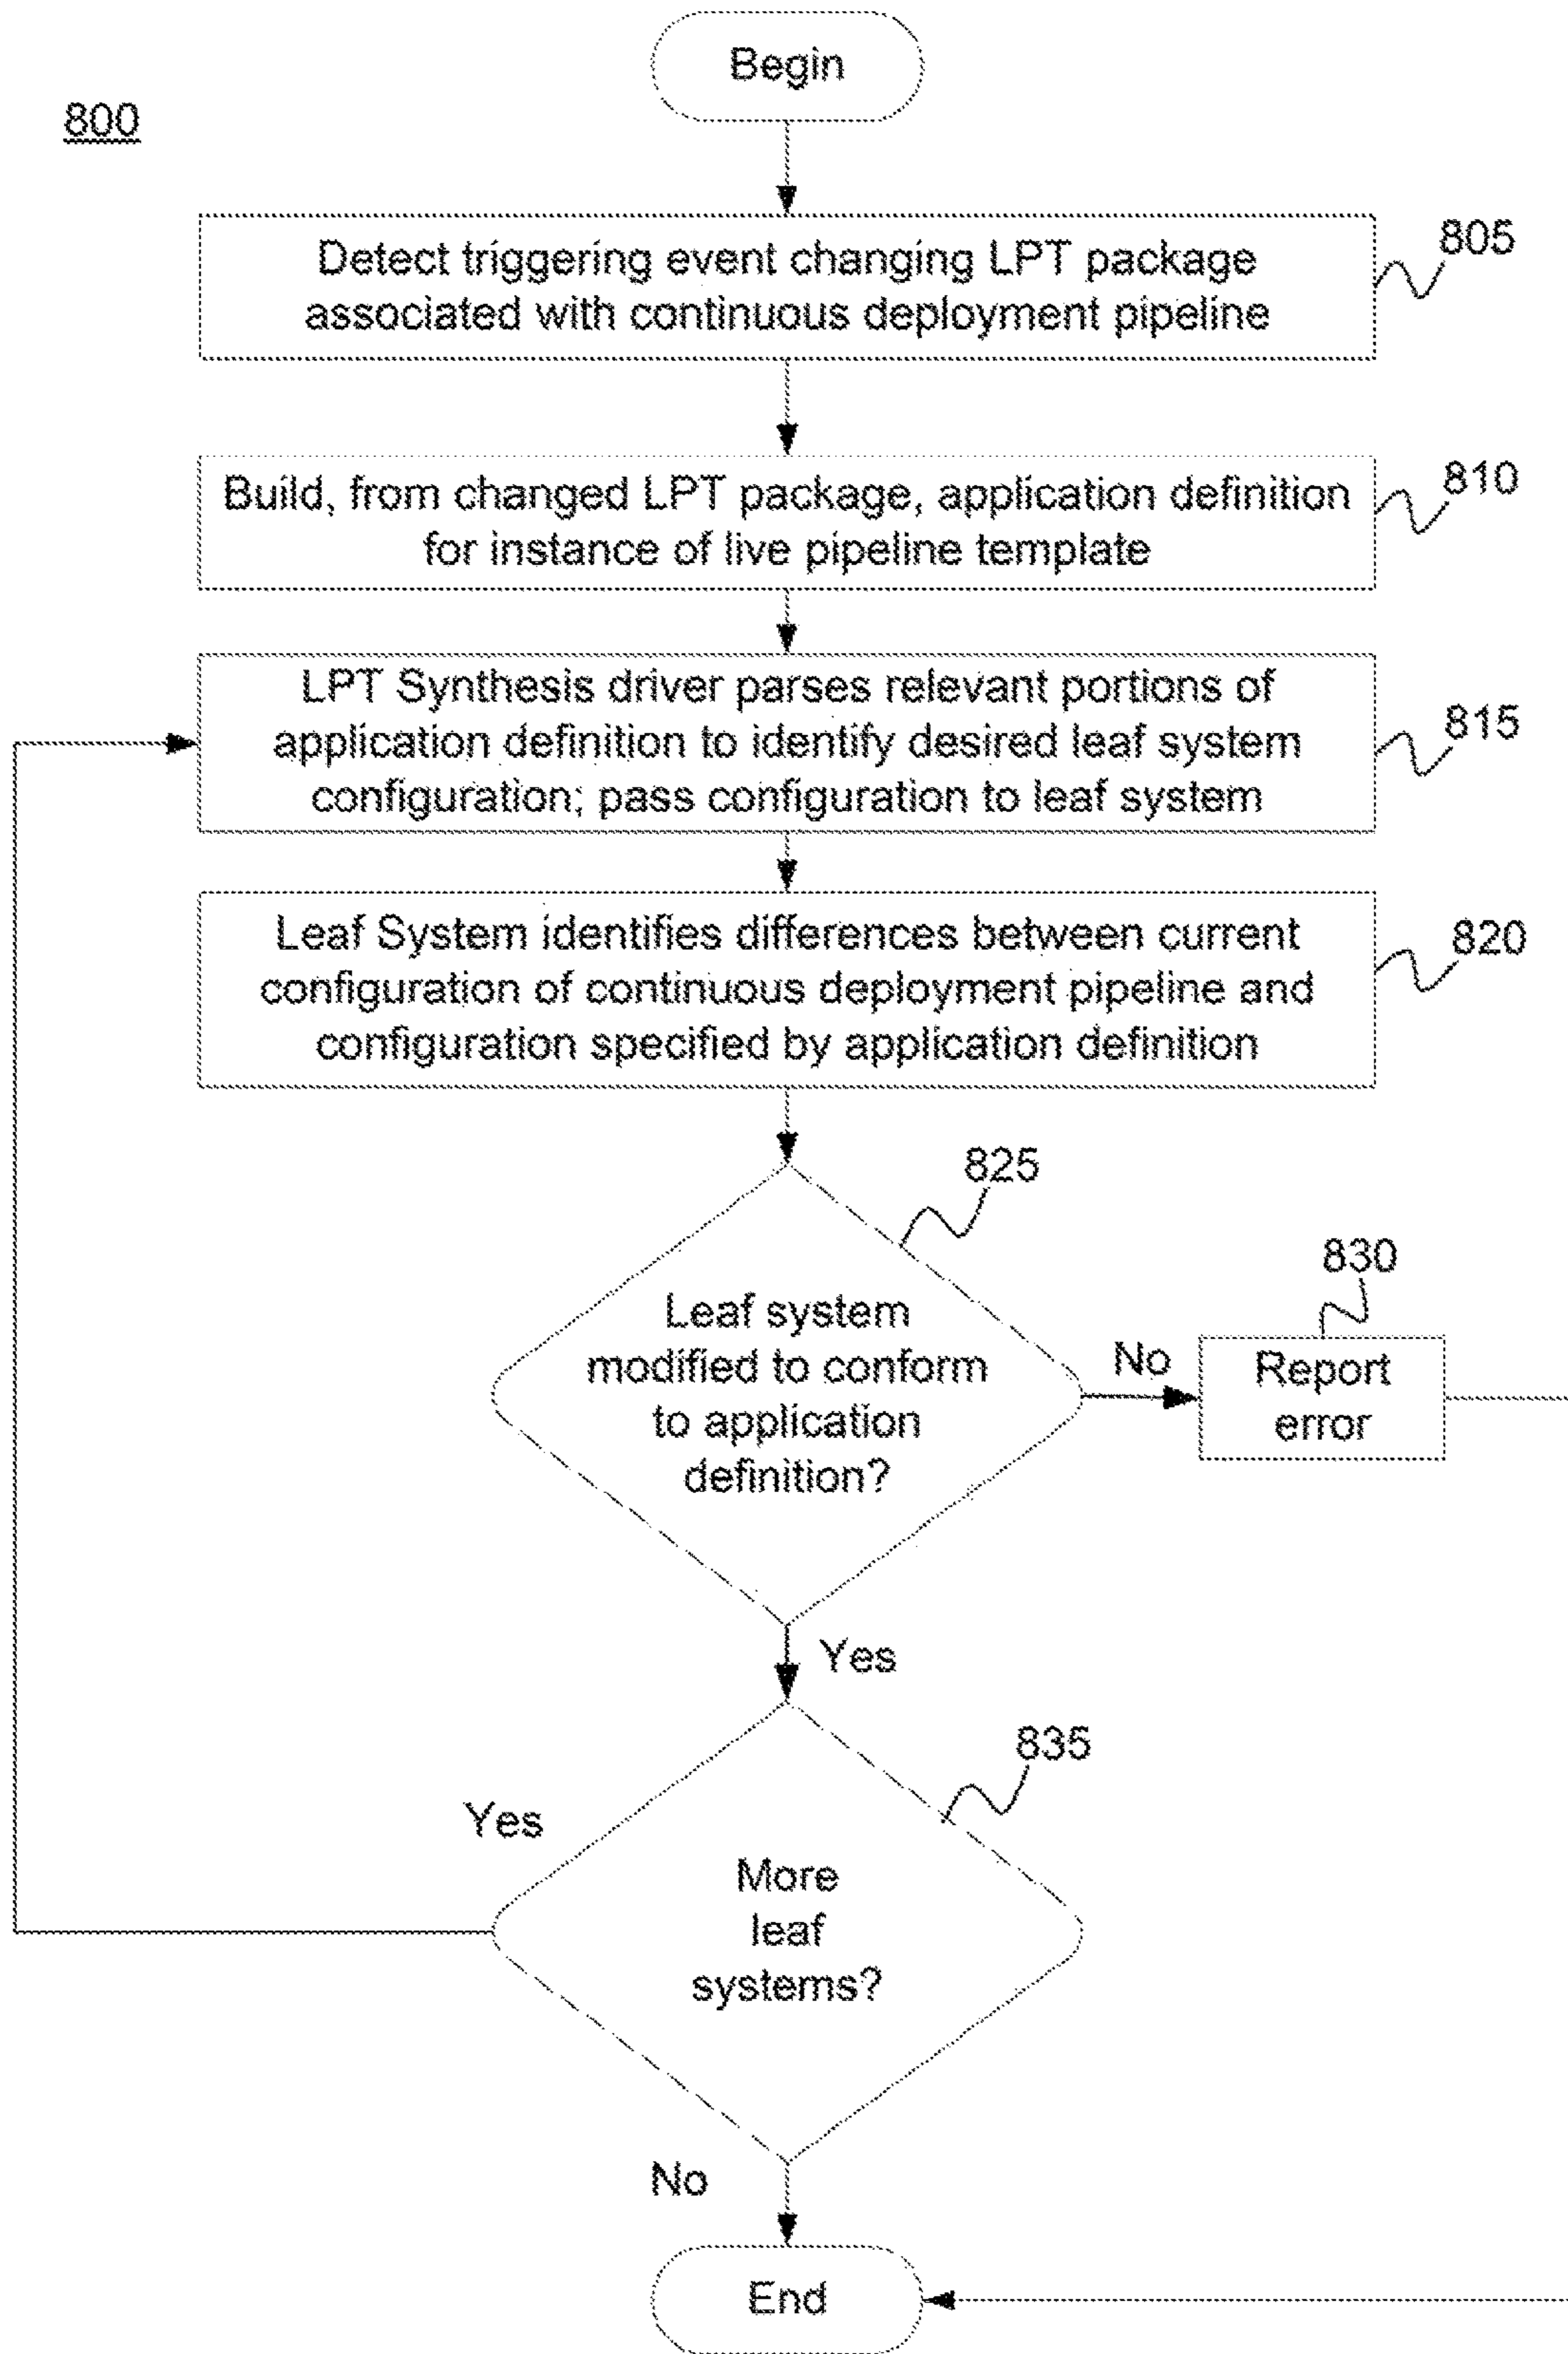 Begin
800
Detect triggering event changing LPT package
associated with continuous deployment pipeline
805
Build, from changed LPT package, application definition
for instance of live pipeline template
810
LPT Synthesis driver parses relevant portions of
application definition to identify desired leaf system
configuration; pass configuration to leaf system
815
Leaf System identifies differences between current
configuration of continuous deployment pipeline and
configuration specified by application definition
820
825
Leaf system
modified to conform
to application
definition?
No
830
Report
error
Yes
835
Yes
More
leaf
systems?
No
End